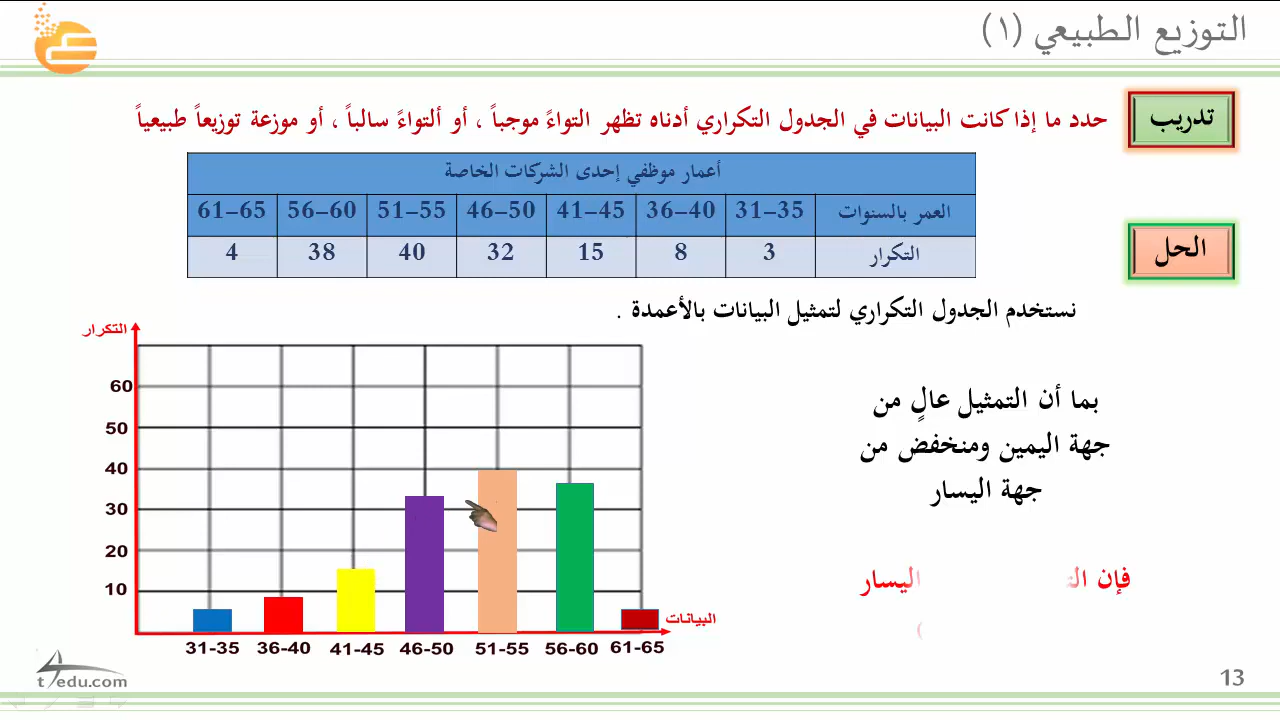 التوزيع الطبيعي (١)
تدريب
حدد ما إذا كانت البيانات في الجدول التكراري أدناه تظهر التواءً موجباً ، أو ألتواءً سالباً ، أو موزعة توزيعاً طبيعياً
أعمار موظفي إحدى الشركات الخاصة
العمر بالسنوات 31–35 36–40 41–45 46–50 51–55 56–60 61–65
التكرار 3 8 15 32 40 38 4
الحل
نستخدم الجدول التكراري لتمثيل البيانات بالأعمدة .
بما أن التمثيل عالٍ من
جهة اليمين ومنخفض من
جهة اليسار
فإن اليسار
التكرار
60
50
40
30
20
10
البيانات
31-35 36-40 41-45 46-50 51-55 56-60 61-65
edu.com
13